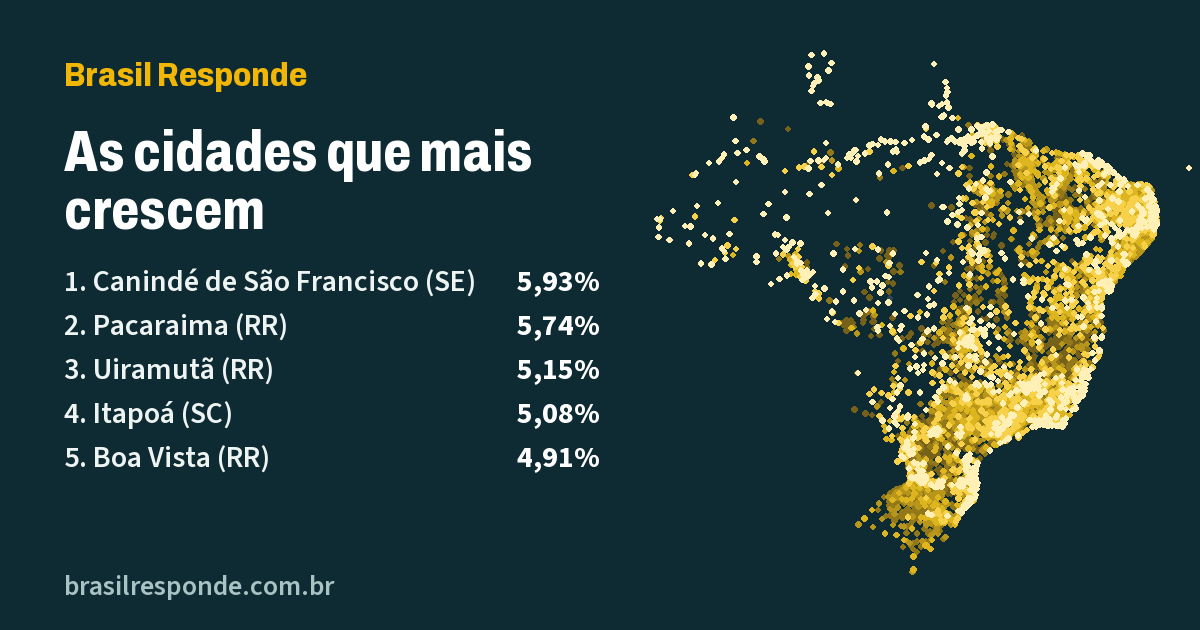 Brasil Responde
As cidades que mais
crescem
1. Canindé de São Francisco (SE) 5,93%
2. Pacaraima (RR) 5,74%
3. Uiramutã (RR) 5,15%
4. Itapoá (SC) 5,08%
5. Boa Vista (RR) 4,91%
brasilresponde.com.br